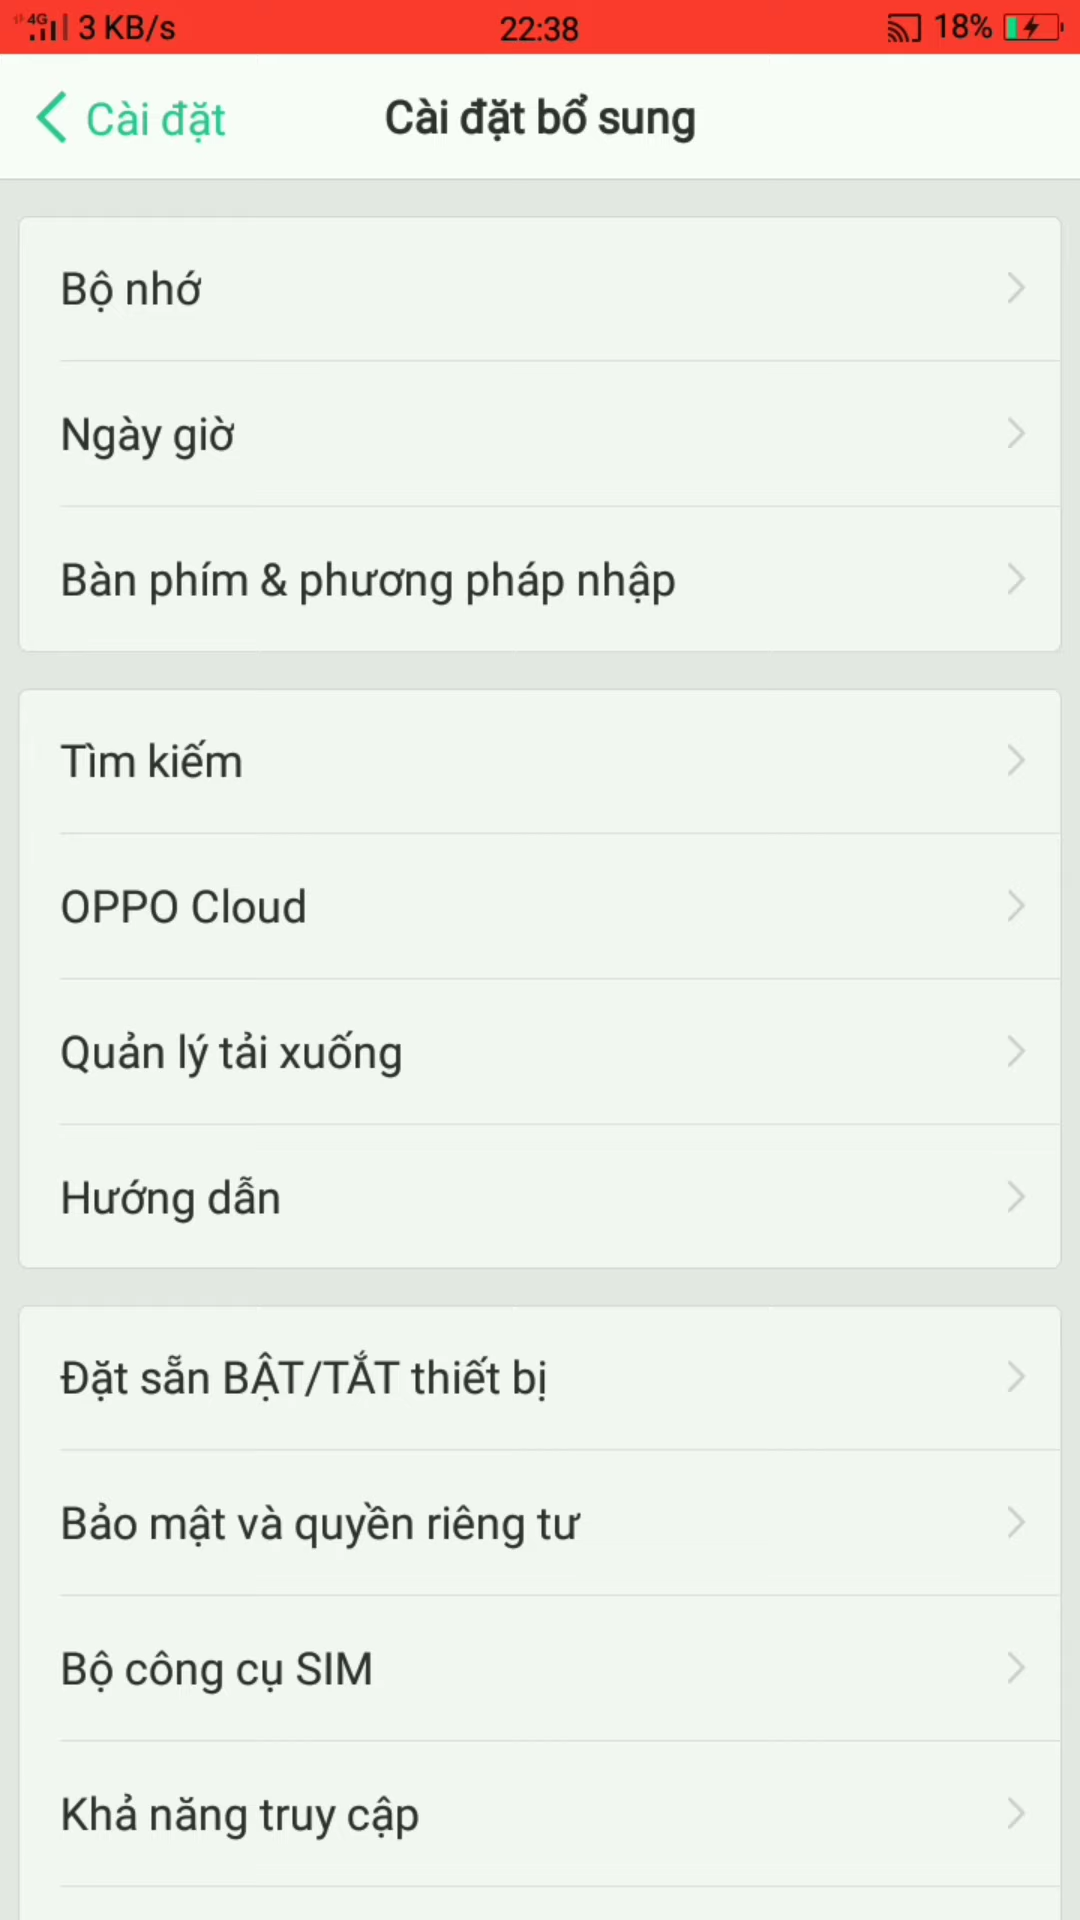 4G 3 KB/s 22:38 18%
Cài đặt Cài đặt bổ sung
Bộ nhớ
Ngày giờ
Bàn phím & phương pháp nhập
Tìm kiếm
OPPO Cloud
Quản lý tải xuống
Hướng dẫn
Đặt sẵn BẬT/TẮT thiết bị
Bảo mật và quyền riêng tư
Bộ công cụ SIM
Khả năng truy cập